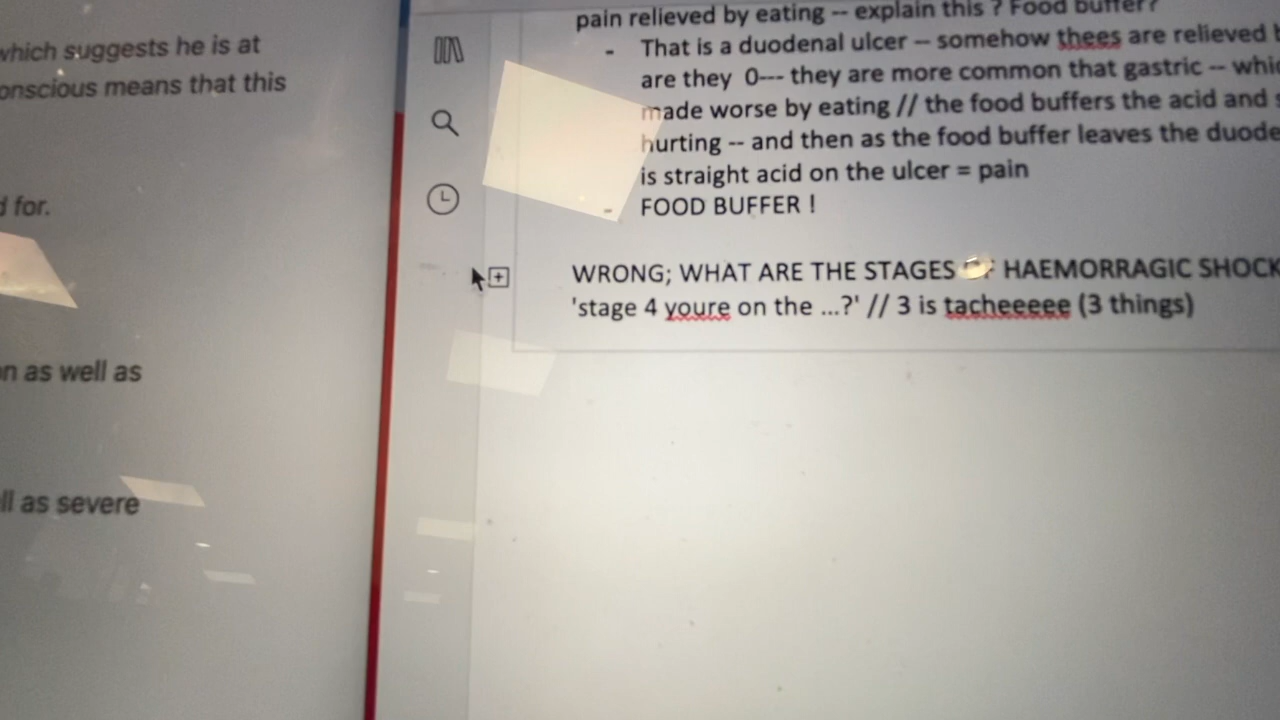 which suggests he is at
onscious means that this
d for.
n as well as
ll as severe
pain relieved by eating -- explain this ? Food buffer?
- That is a duodenal ulcer -- somehow thees are relieved b
are they 0--- they are more common that gastric -- whic
made worse by eating // the food buffers the acid and s
hurting -- and then as the food buffer leaves the duode
is straight acid on the ulcer = pain
- FOOD BUFFER !
WRONG; WHAT ARE THE STAGES HAEMORRAGIC SHOCK
'stage 4 youre on the ...?' // 3 is tacheeeee (3 things)